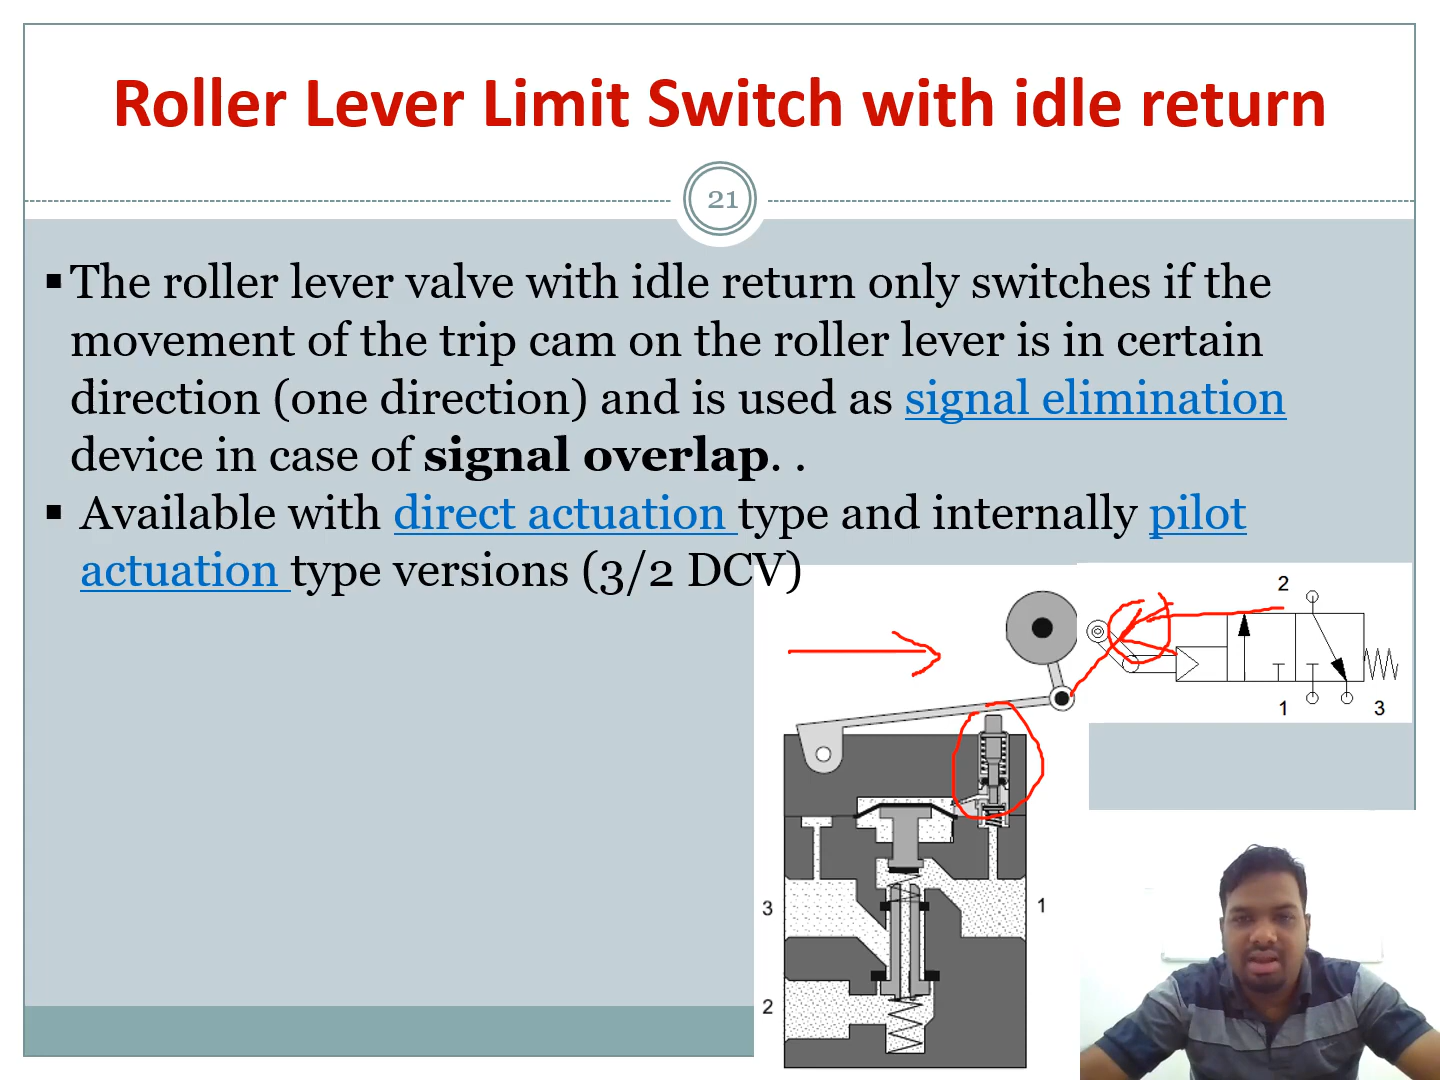 Roller Lever Limit Switch with idle return
21
▪The roller lever valve with idle return only switches if the
movement of the trip cam on the roller lever is in certain
direction (one direction) and is used as signal elimination
device in case of signal overlap. .
▪ Available with direct actuation type and internally pilot
actuation type versions (3/2 DCV)
2
1
3
3
1
2